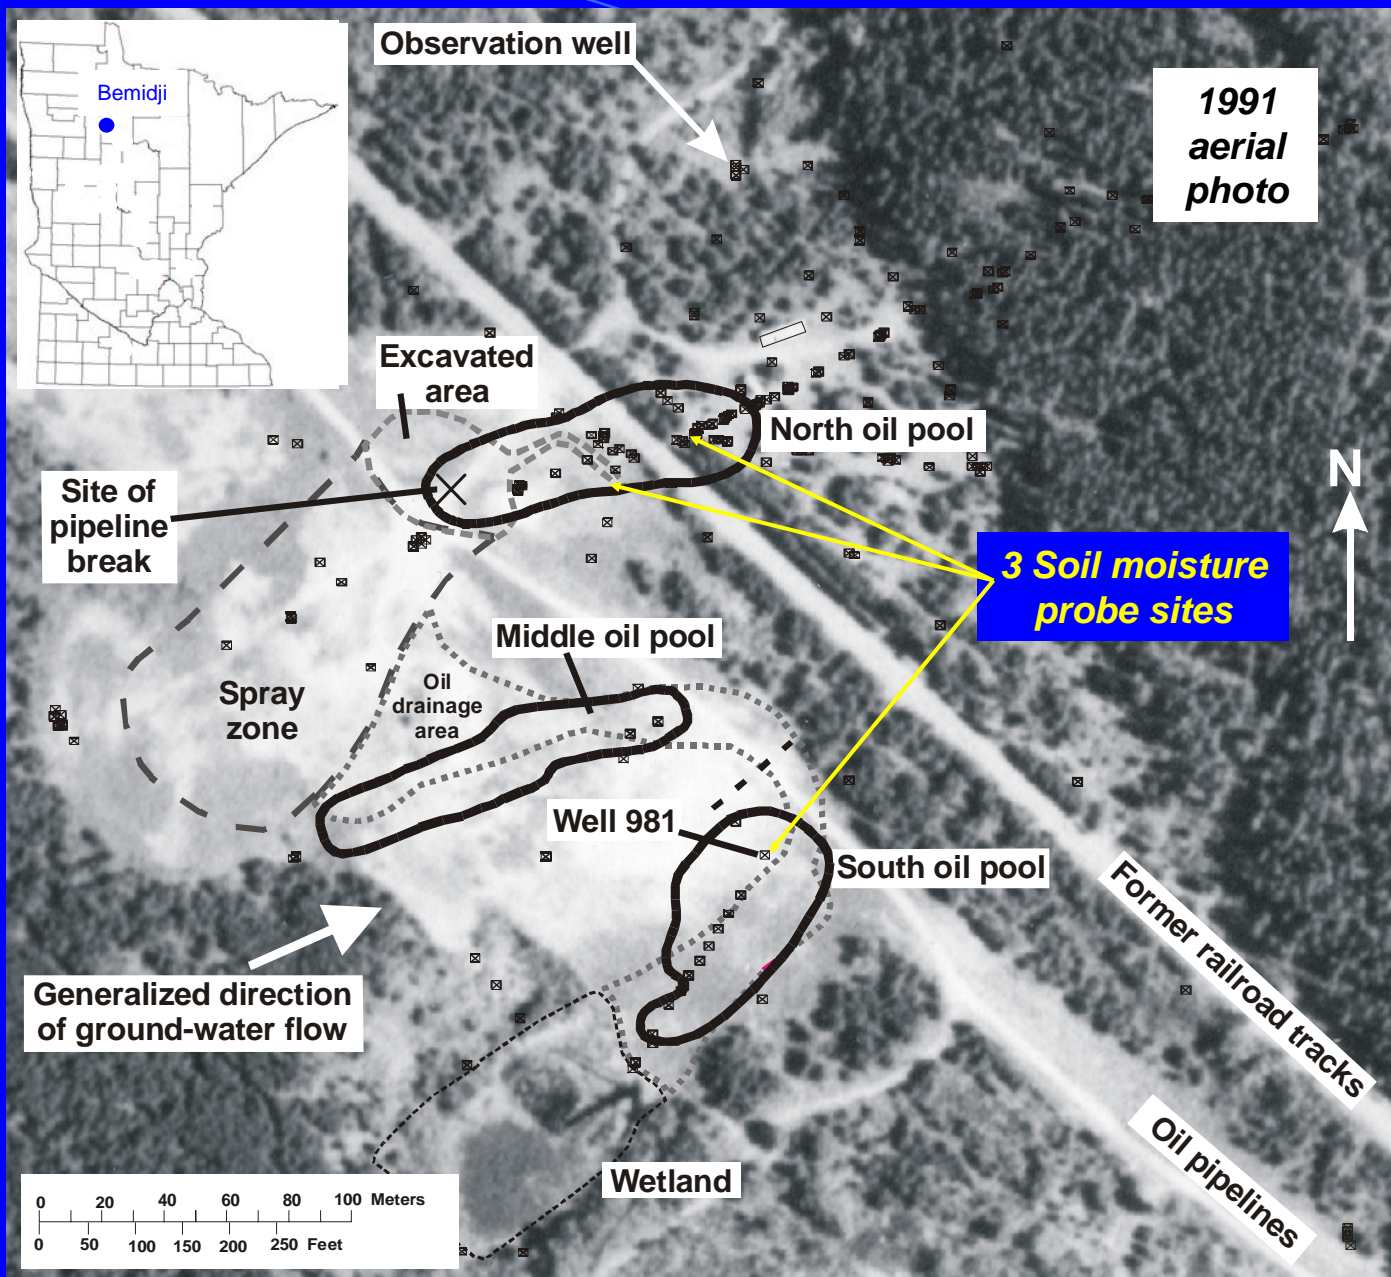 Bemidji
Observation well
1991
aerial
photo
Excavated
area
North oil pool
N
Site of
pipeline
break
3 Soil moisture
probe sites
Middle oil pool
Oil
drainage
area
Spray
zone
Well 981
South oil pool
Former railroad tracks
Generalized direction
of ground-water flow
Oil pipelines
Wetland
0 20 40 60 80 100 Meters
0 50 100 150 200 250 Feet